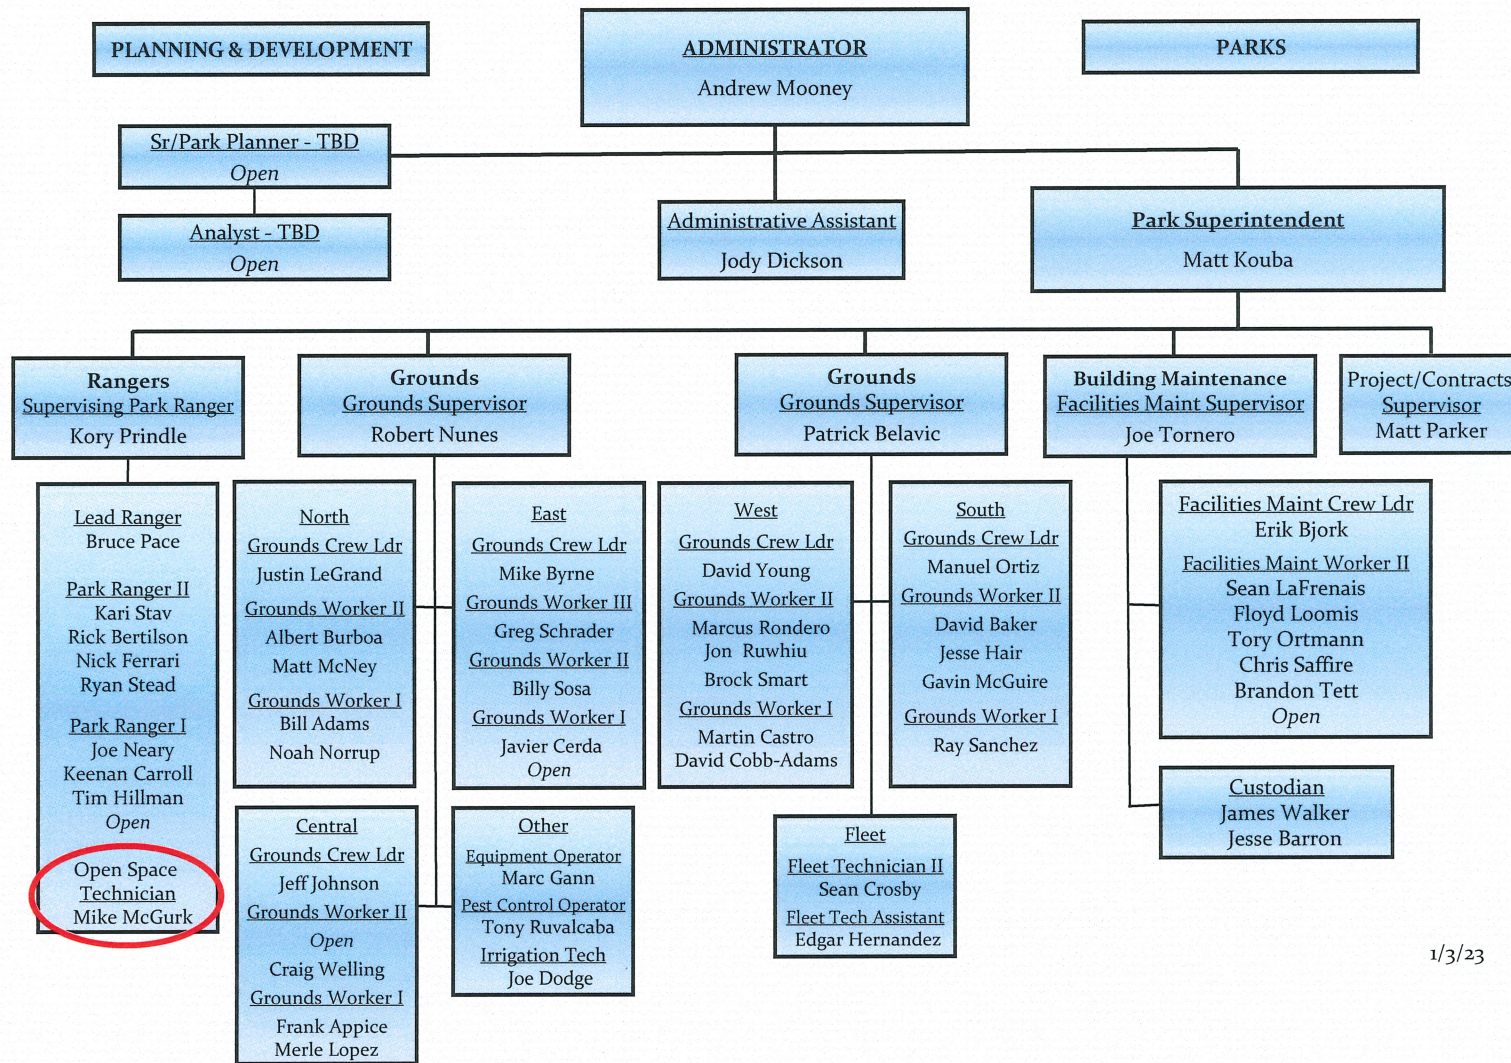 PLANNING & DEVELOPMENT
ADMINISTRATOR
Andrew Mooney
PARKS
Sr/Park Planner - TBD
Open
Analyst - TBD
Open
Administrative Assistant
Jody Dickson
Park Superintendent
Matt Kouba
Rangers
Supervising Park Ranger
Kory Prindle
Grounds
Grounds Supervisor
Robert Nunes
Grounds
Grounds Supervisor
Patrick Belavic
Building Maintenance
Facilities Maint Supervisor
Joe Tornero
Project/Contracts
Supervisor
Matt Parker
Lead Ranger
Bruce Pace
Park Ranger II
Kari Stav
Rick Bertilson
Nick Ferrari
Ryan Stead
Park Ranger I
Joe Neary
Keenan Carroll
Tim Hillman
Open
Open Space
Technician
Mike McGurk
North
Grounds Crew Ldr
Justin LeGrand
Grounds Worker II
Albert Burboa
Matt McNey
Grounds Worker I
Bill Adams
Noah Norrup
East
Grounds Crew Ldr
Mike Byrne
Grounds Worker III
Greg Schrader
Grounds Worker II
Billy Sosa
Grounds Worker I
Javier Cerda
Open
Central
Grounds Crew Ldr
Jeff Johnson
Grounds Worker II
Open
Craig Welling
Grounds Worker I
Frank Appice
Merle Lopez
Other
Equipment Operator
Marc Gann
Pest Control Operator
Tony Ruvalcaba
Irrigation Tech
Joe Dodge
West
Grounds Crew Ldr
David Young
Grounds Worker II
Marcus Rondero
Jon Ruwhiu
Brock Smart
Grounds Worker I
Martin Castro
David Cobb-Adams
South
Grounds Crew Ldr
Manuel Ortiz
Grounds Worker II
David Baker
Jesse Hair
Gavin McGuire
Grounds Worker I
Ray Sanchez
Fleet
Fleet Technician II
Sean Crosby
Fleet Tech Assistant
Edgar Hernandez
Facilities Maint Crew Ldr
Erik Bjork
Facilities Maint Worker II
Sean LaFrenais
Floyd Loomis
Tory Ortmann
Chris Saffire
Brandon Tett
Open
Custodian
James Walker
Jesse Barron
1/3/23